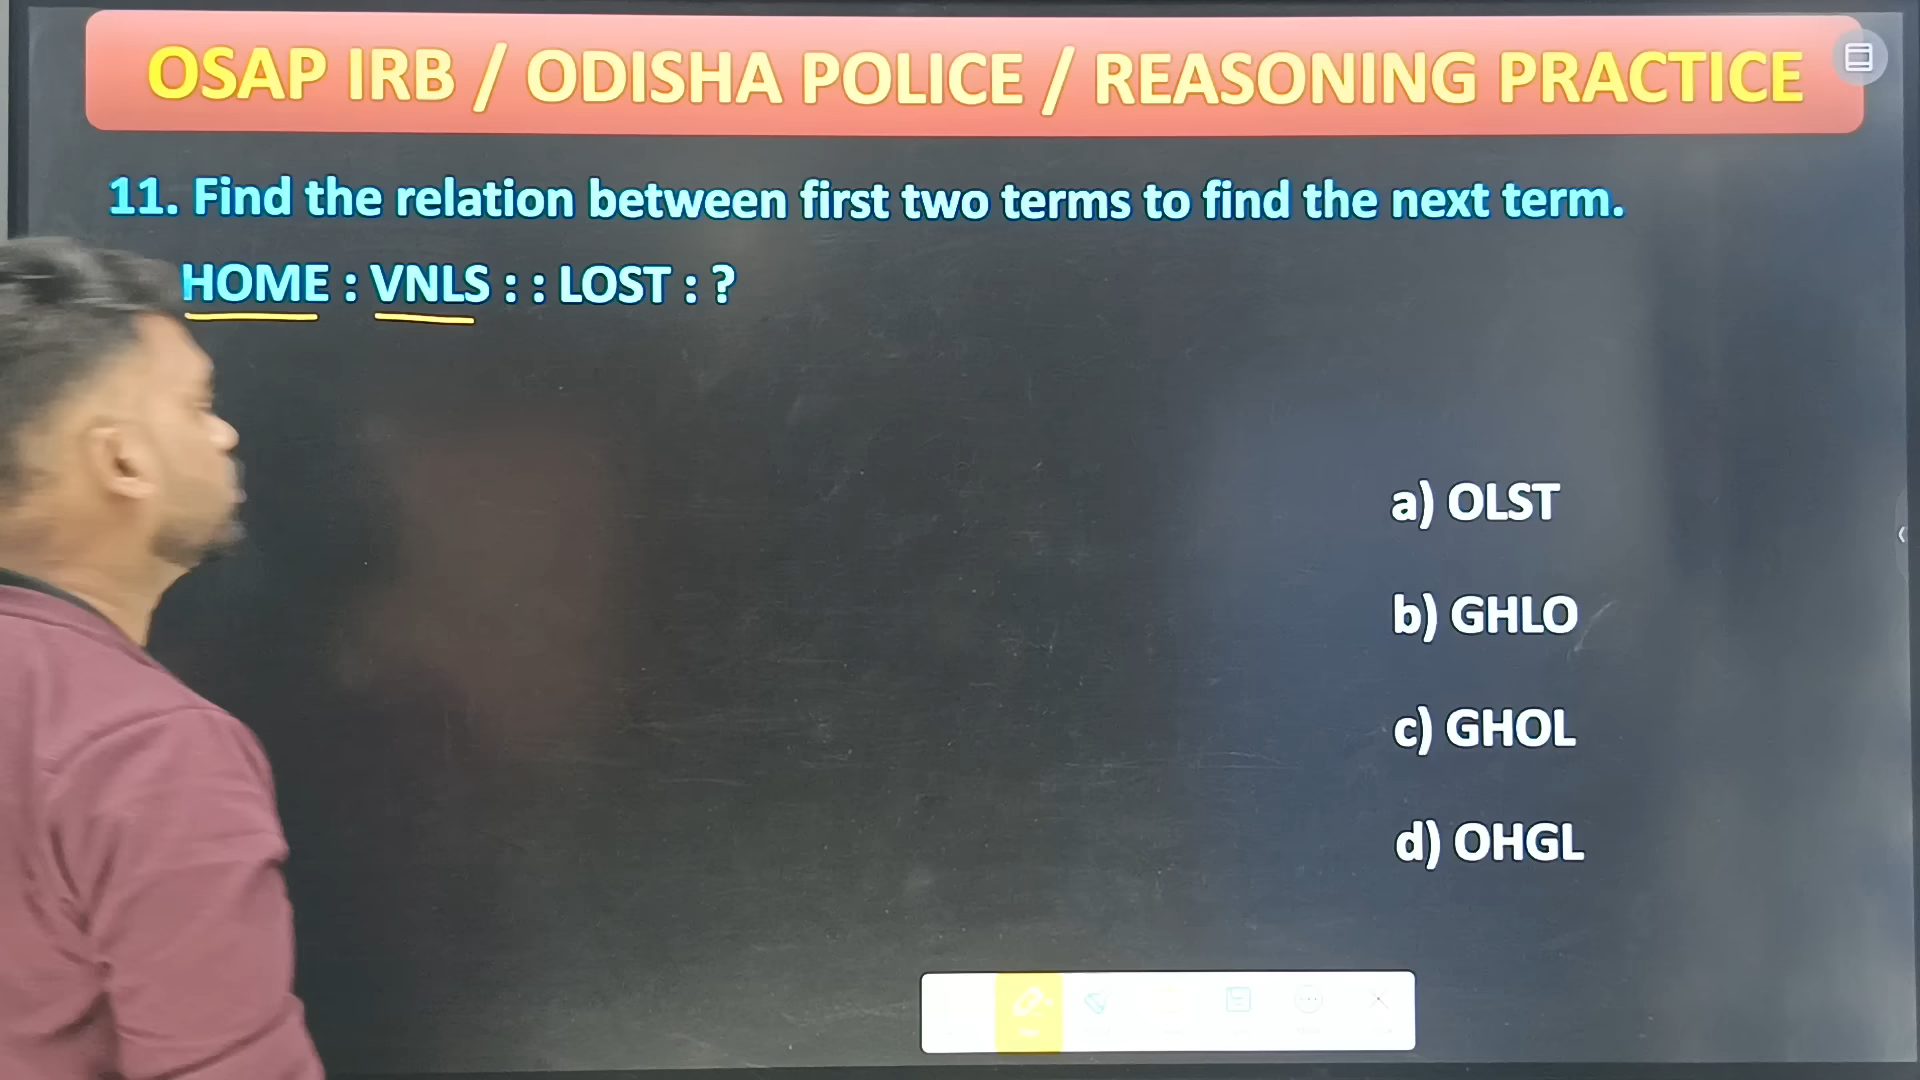 OSAP IRB / ODISHA POLICE / REASONING PRACTICE
11. Find the relation between first two terms to find the next term.
HOME : VNLS : : LOST : ?
a) OLST
b) GHLO
c) GHOL
d) OHGL